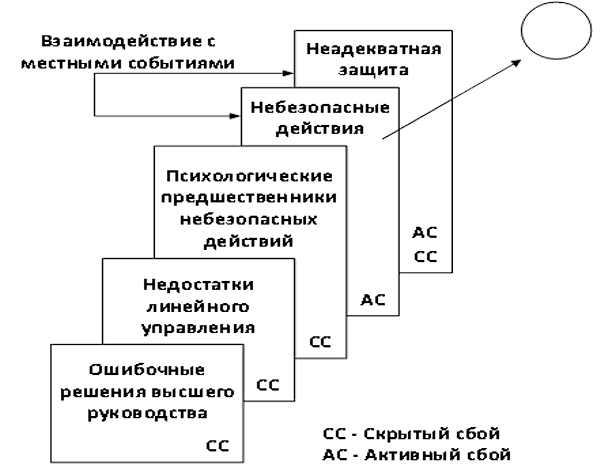 Взаимодействие с
местными событиями
Неадекватная
защита
АС
СС
Небезопасные
действия
АС
Психологические
предшественники
небезопасных
действий
СС
Недостатки
линейного
управления
СС
Ошибочные
решения высшего
руководства
СС
СС - Скрытый сбой
АС - Активный сбой